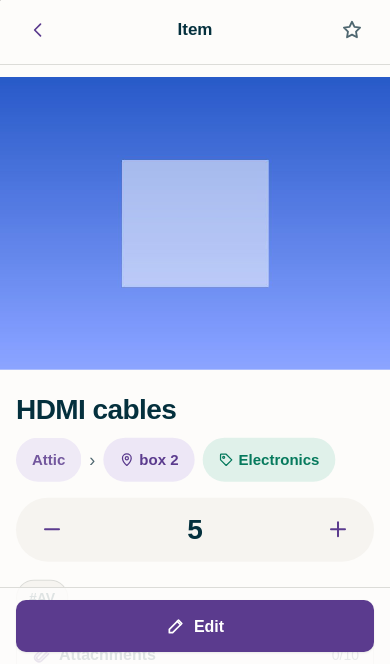 Item
HDMI cables
Attic › box 2 Electronics
5
#AV
Edit
Attachments 0/10